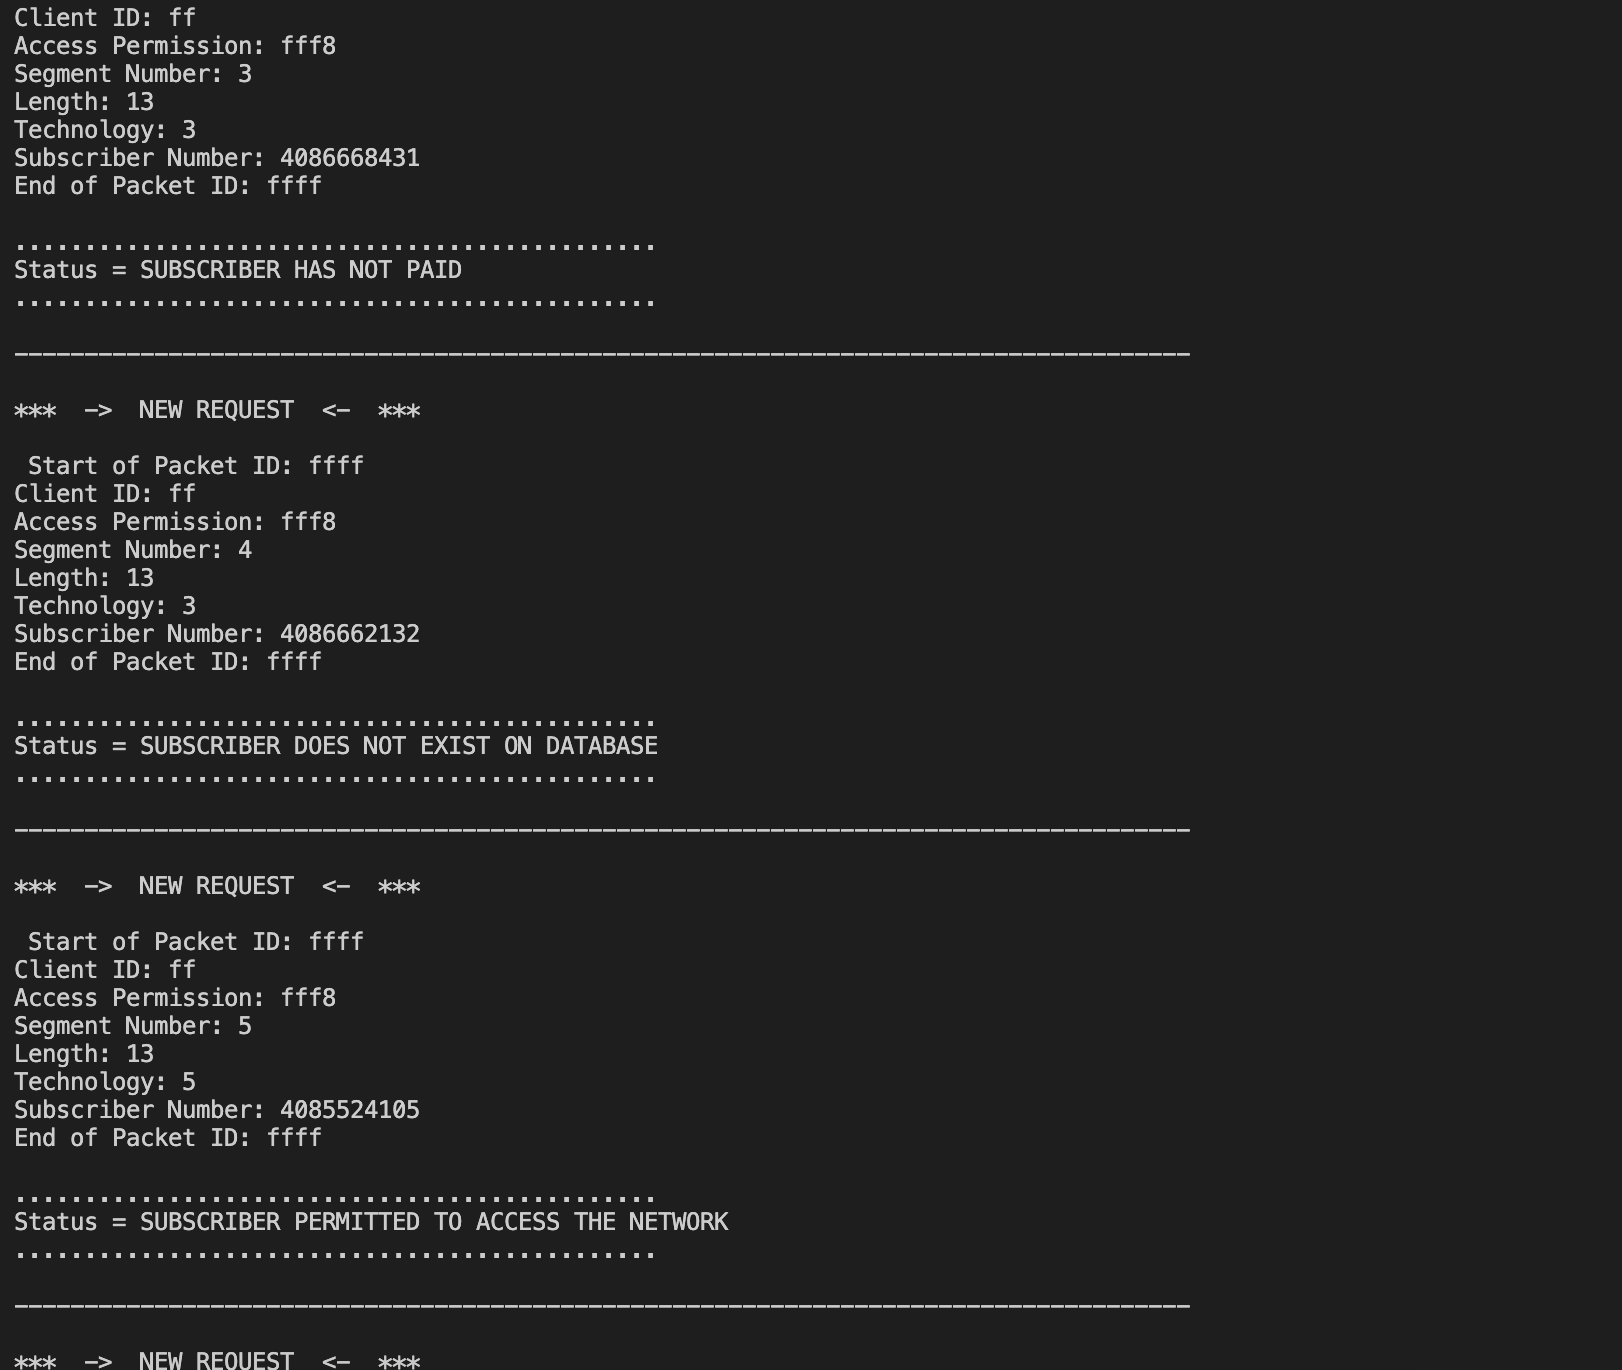 Client ID: ff
Access Permission: fff8
Segment Number: 3
Length: 13
Technology: 3
Subscriber Number: 4086668431
End of Packet ID: ffff
..............................................
Status = SUBSCRIBER HAS NOT PAID
..............................................
------------------------------------------------------------------------------------
*** -> NEW REQUEST <- ***
Start of Packet ID: ffff
Client ID: ff
Access Permission: fff8
Segment Number: 4
Length: 13
Technology: 3
Subscriber Number: 4086662132
End of Packet ID: ffff
..............................................
Status = SUBSCRIBER DOES NOT EXIST ON DATABASE
..............................................
------------------------------------------------------------------------------------
*** -> NEW REQUEST <- ***
Start of Packet ID: ffff
Client ID: ff
Access Permission: fff8
Segment Number: 5
Length: 13
Technology: 5
Subscriber Number: 4085524105
End of Packet ID: ffff
..............................................
Status = SUBSCRIBER PERMITTED TO ACCESS THE NETWORK
..............................................
------------------------------------------------------------------------------------
*** -> NEW REQUEST <- ***